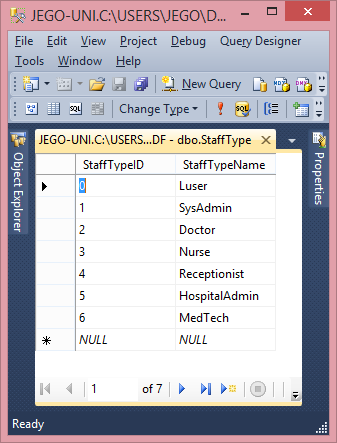 JEGO-UNI.C:\USERS\JEGO\D...
File Edit View Project Debug Query Designer
Tools Window Help
New Query
Change Type
SQL
Object Explorer
JEGO-UNI.C:\USERS...DF - dbo.StaffType
Properties
StaffTypeID StaffTypeName
0 Luser
1 SysAdmin
2 Doctor
3 Nurse
4 Receptionist
5 HospitalAdmin
6 MedTech
NULL NULL
1 of 7
Ready